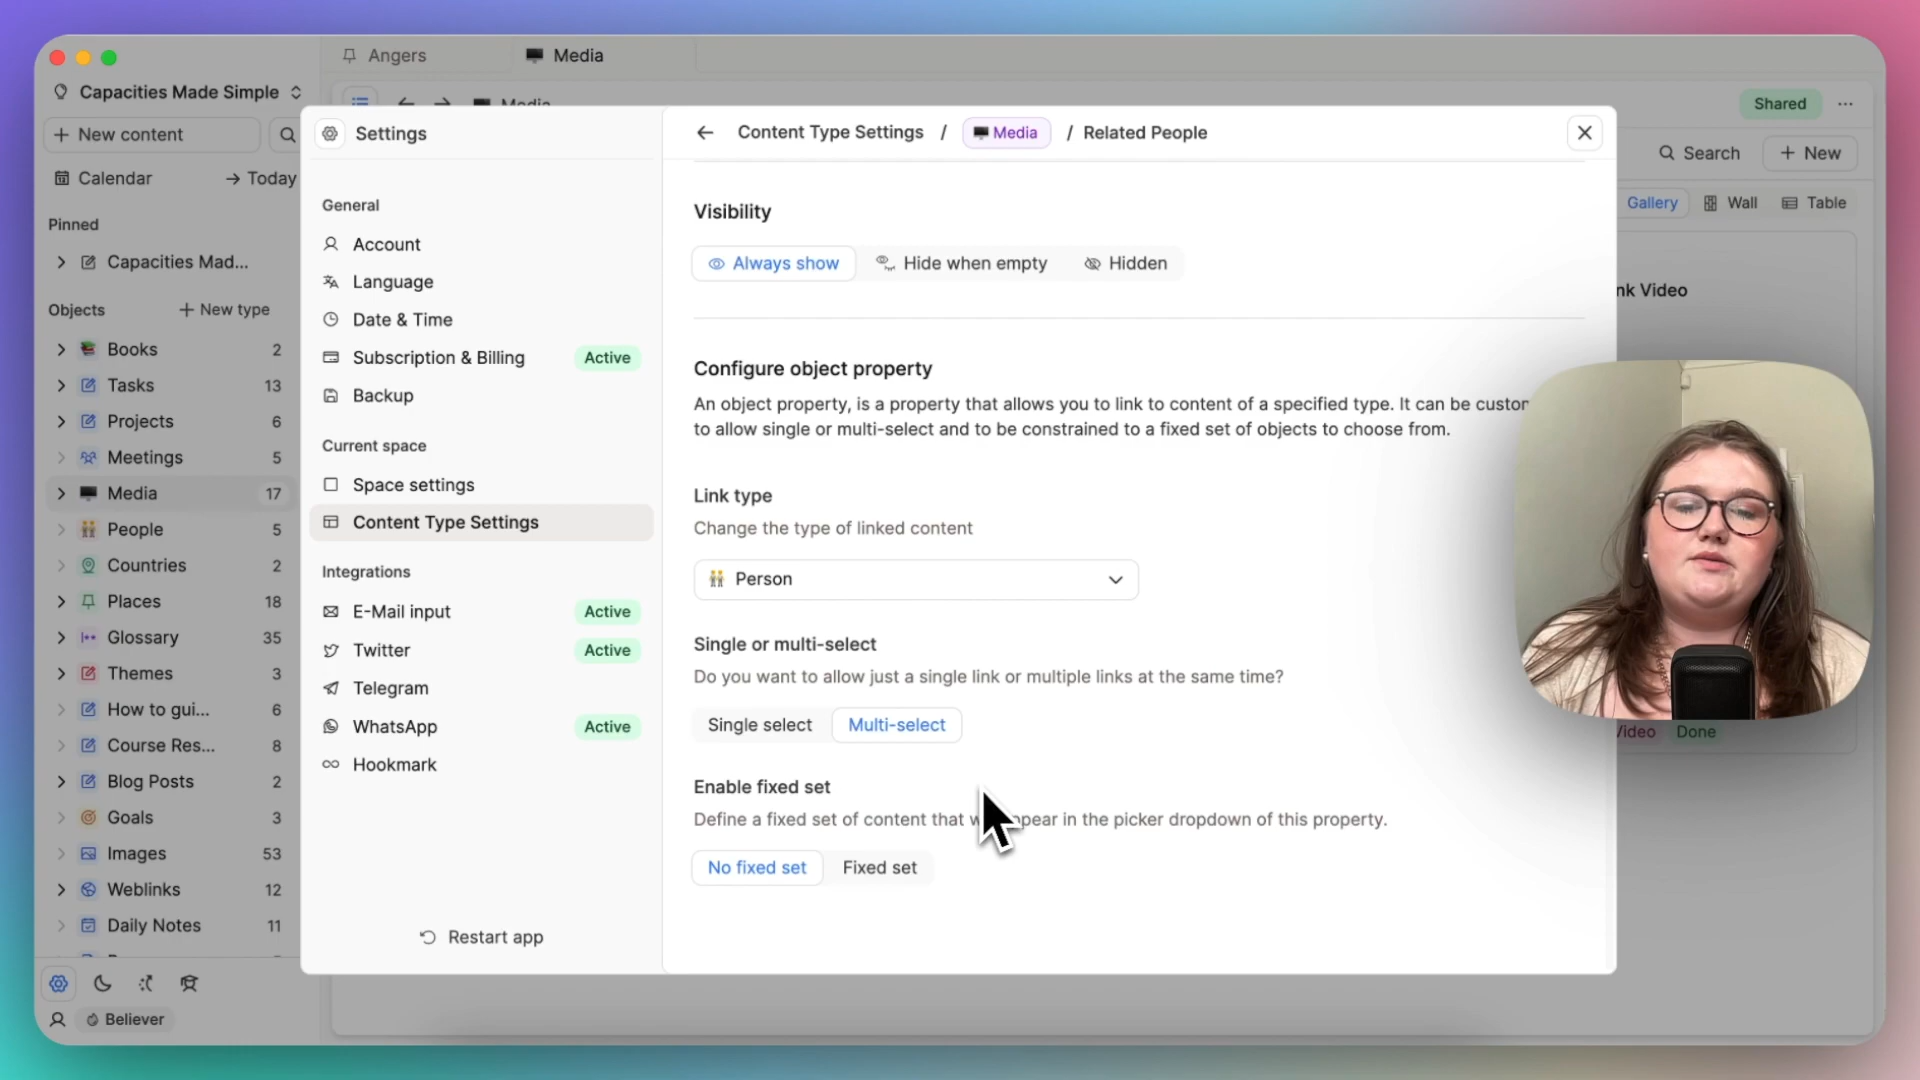 Angers
Media
Capacities Made Simple
Media
Shared
New content
Search
New
Calendar
Today
Gallery
Wall
Table
Pinned
Capacities Mad...
Objects
New type
Books 2
Tasks 13
Projects 6
Meetings 5
Media 17
People 5
Countries 2
Places 18
Glossary 35
Themes 3
How to gui... 6
Course Res... 8
Blog Posts 2
Goals 3
Images 53
Weblinks 12
Daily Notes 11
Believer
Settings
General
Account
Language
Date & Time
Subscription & Billing Active
Backup
Current space
Space settings
Content Type Settings
Integrations
E-Mail input Active
Twitter Active
Telegram
WhatsApp Active
Hookmark
Restart app
Content Type Settings / Media / Related People
Visibility
Always show
Hide when empty
Hidden
Configure object property
An object property, is a property that allows you to link to content of a specified type. It can be custom
to allow single or multi-select and to be constrained to a fixed set of objects to choose from.
Link type
Change the type of linked content
Person
Single or multi-select
Do you want to allow just a single link or multiple links at the same time?
Single select
Multi-select
Enable fixed set
Define a fixed set of content that appear in the picker dropdown of this property.
No fixed set
Fixed set
nk Video
Video
Done